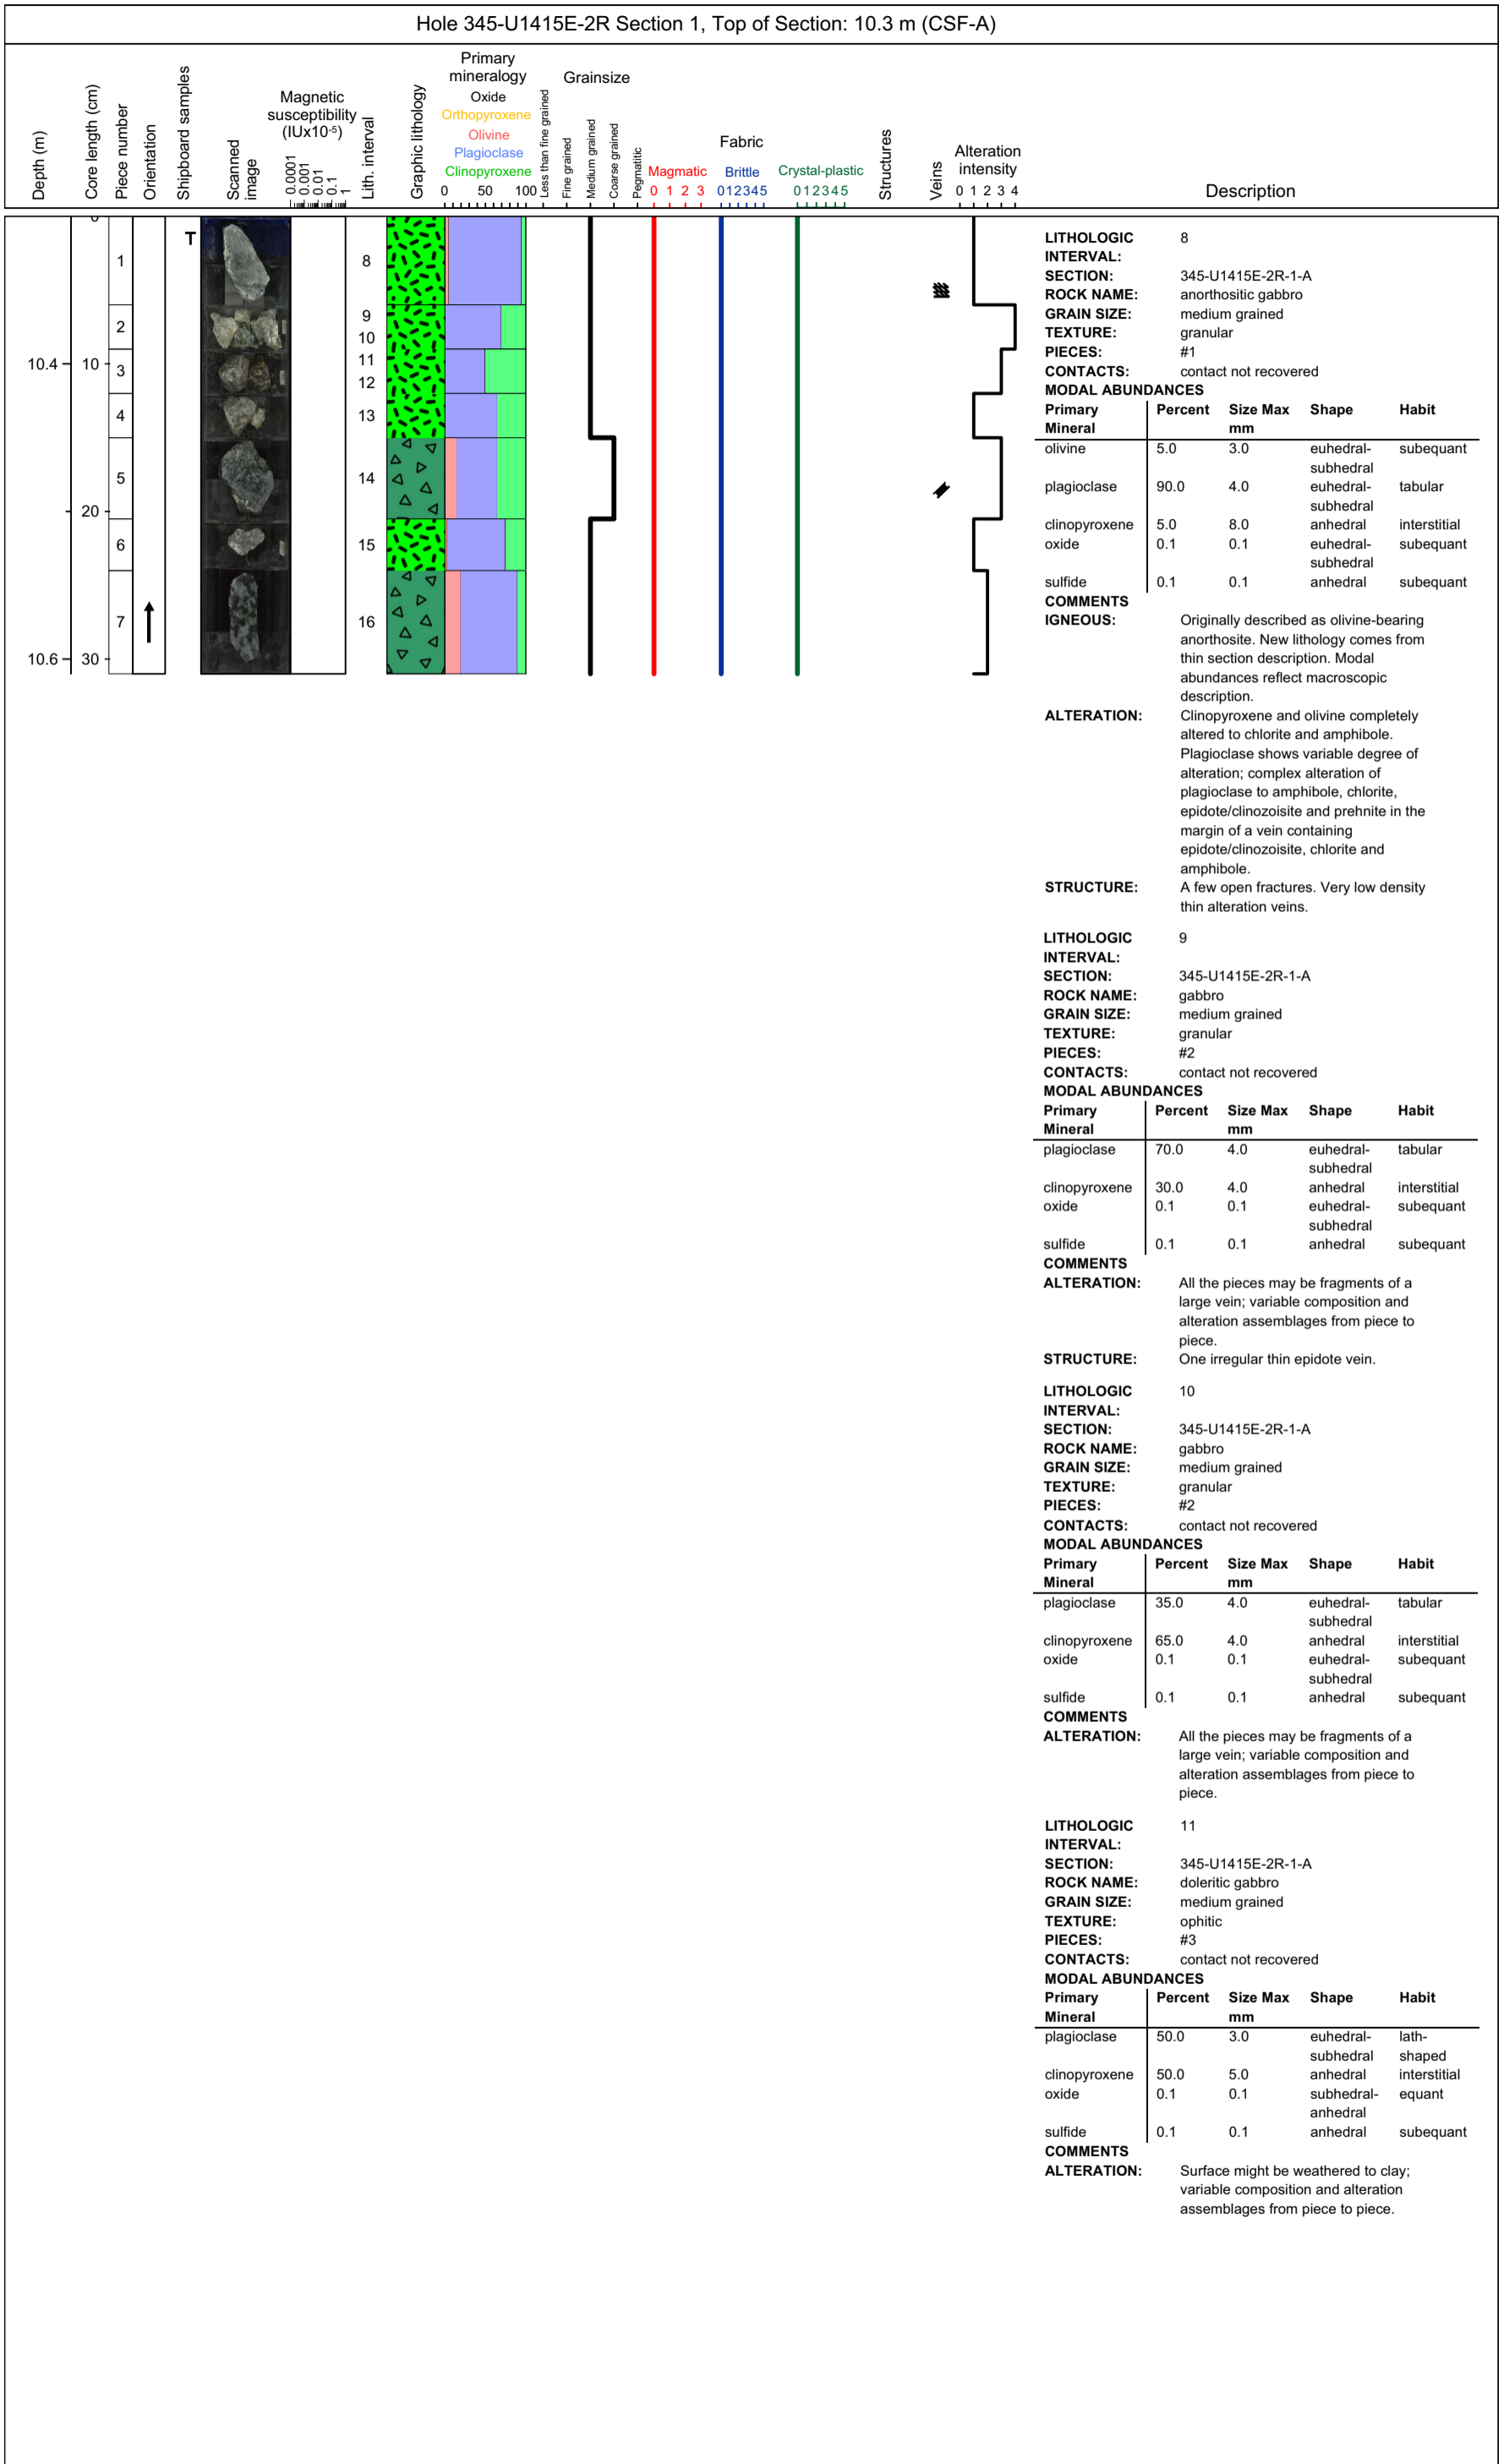 Hole 345-U1415E-2R Section 1, Top of Section: 10.3 m (CSF-A)
Depth (m)
Core length (cm)
Piece number
Orientation
Shipboard samples
Scanned
image
Magnetic
susceptibility
(IUx10-5)
0.0001
0.001
0.01
0.1
1
Lith. interval
Graphic lithology
Primary
mineralogy
Oxide
Orthopyroxene
Olivine
Plagioclase
Clinopyroxene
0 50 100
Grainsize
Less than fine grained
Fine grained
Medium grained
Coarse grained
Pegmatitic
Fabric
Magmatic
0 1 2 3
Brittle
0 1 2 3 4 5
Crystal-plastic
0 1 2 3 4 5
Structures
Veins
Alteration
intensity
0 1 2 3 4
Description
0
10.4
10
20
10.6
30
1
2
3
4
5
6
7
T
8
9
10
11
12
13
14
15
16
LITHOLOGIC 8
INTERVAL:
SECTION: 345-U1415E-2R-1-A
ROCK NAME: anorthositic gabbro
GRAIN SIZE: medium grained
TEXTURE: granular
PIECES: #1
CONTACTS: contact not recovered
MODAL ABUNDANCES
Primary Percent Size Max Shape Habit
Mineral mm
olivine 5.0 3.0 euhedral- subequant
subhedral
plagioclase 90.0 4.0 euhedral- tabular
subhedral
clinopyroxene 5.0 8.0 anhedral interstitial
oxide 0.1 0.1 euhedral- subequant
subhedral
sulfide 0.1 0.1 anhedral subequant
COMMENTS
IGNEOUS: Originally described as olivine-bearing
anorthosite. New lithology comes from
thin section description. Modal
abundances reflect macroscopic
description.
ALTERATION: Clinopyroxene and olivine completely
altered to chlorite and amphibole.
Plagioclase shows variable degree of
alteration; complex alteration of
plagioclase to amphibole, chlorite,
epidote/clinozoisite and prehnite in the
margin of a vein containing
epidote/clinozoisite, chlorite and
amphibole.
STRUCTURE: A few open fractures. Very low density
thin alteration veins.
LITHOLOGIC 9
INTERVAL:
SECTION: 345-U1415E-2R-1-A
ROCK NAME: gabbro
GRAIN SIZE: medium grained
TEXTURE: granular
PIECES: #2
CONTACTS: contact not recovered
MODAL ABUNDANCES
Primary Percent Size Max Shape Habit
Mineral mm
plagioclase 70.0 4.0 euhedral- tabular
subhedral
clinopyroxene 30.0 4.0 anhedral interstitial
oxide 0.1 0.1 euhedral- subequant
subhedral
sulfide 0.1 0.1 anhedral subequant
COMMENTS
ALTERATION: All the pieces may be fragments of a
large vein; variable composition and
alteration assemblages from piece to
piece.
STRUCTURE: One irregular thin epidote vein.
LITHOLOGIC 10
INTERVAL:
SECTION: 345-U1415E-2R-1-A
ROCK NAME: gabbro
GRAIN SIZE: medium grained
TEXTURE: granular
PIECES: #2
CONTACTS: contact not recovered
MODAL ABUNDANCES
Primary Percent Size Max Shape Habit
Mineral mm
plagioclase 35.0 4.0 euhedral- tabular
subhedral
clinopyroxene 65.0 4.0 anhedral interstitial
oxide 0.1 0.1 euhedral- subequant
subhedral
sulfide 0.1 0.1 anhedral subequant
COMMENTS
ALTERATION: All the pieces may be fragments of a
large vein; variable composition and
alteration assemblages from piece to
piece.
LITHOLOGIC 11
INTERVAL:
SECTION: 345-U1415E-2R-1-A
ROCK NAME: doleritic gabbro
GRAIN SIZE: medium grained
TEXTURE: ophitic
PIECES: #3
CONTACTS: contact not recovered
MODAL ABUNDANCES
Primary Percent Size Max Shape Habit
Mineral mm
plagioclase 50.0 3.0 euhedral- lath-
subhedral shaped
clinopyroxene 50.0 5.0 anhedral interstitial
oxide 0.1 0.1 subhedral- equant
anhedral
sulfide 0.1 0.1 anhedral subequant
COMMENTS
ALTERATION: Surface might be weathered to clay;
variable composition and alteration
assemblages from piece to piece.